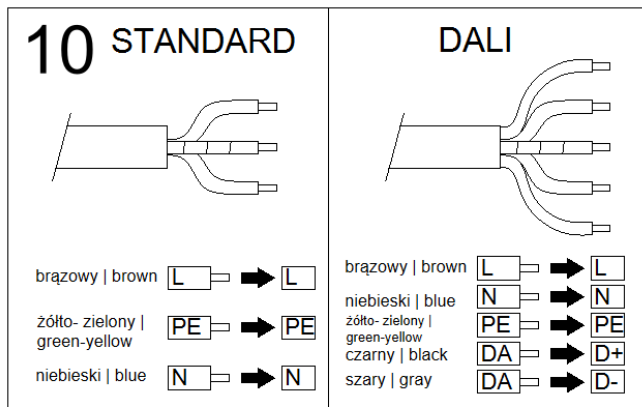 10 STANDARD
brązowy | brown L L
żółto- zielony |
green-yellow PE PE
niebieski | blue N N
DALI
brązowy | brown L L
niebieski | blue N N
żółto- zielony |
green-yellow PE PE
czarny | black DA D+
szary | gray DA D-